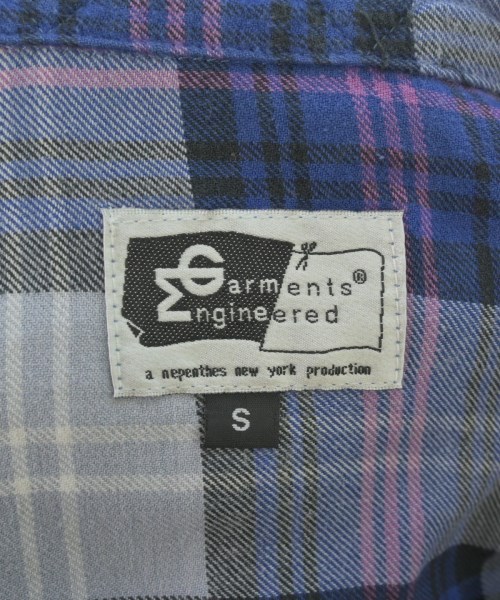 Garments®
Engineered
a nepenthes new york production
S